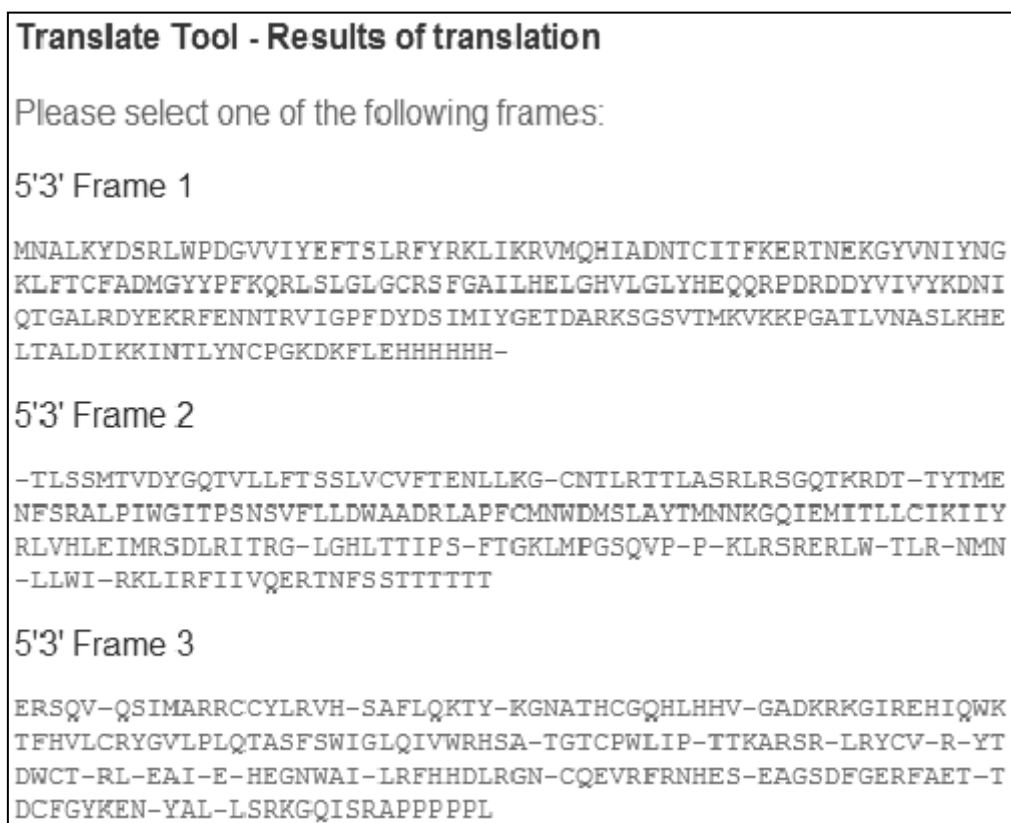 Translate Tool - Results of translation
Please select one of the following frames:
5'3' Frame 1
MNALKYDSRLWPDGVVIYEFTSLRFYRKLIKRVMQHIADNTCITFKERTNEKGYVNIYNG
KLFTCFADMGYYPFKQRLSLGLGCRSFGAILHELGHVLGLYHEQQRPDRDDYVIVYKDNI
QTGALRDYEKRFENNTRVIGPFDYDSIMIYGETDARKSGSVTMKVKKPGATLVNASLKHE
LTALDIKKINTLYNCPGKDKFLEHHHHHH-
5'3' Frame 2
-TLSSMTVDYGQTVLLFTSSLVCVFTENLLKG-CNTLRTTLASRLRSGQTKRDT-TYTME
NFSRALPIWGITPSNSVFLLDWAADRLAPFCMNWDMSLAYTMNNKGQIEMITLLCIKIIY
RLVHLEIMRSDLRITRG-LGHLTTIPS-FTGKLMPGSQVP-P-KLRSRERLW-TLR-NMN
-LLWI-RKLIRFIIVQERTNFSSTTTTTT
5'3' Frame 3
ERSQV-QSIMARRCCYLRVH-SAFLQKTY-KGNATHCGQHLHHV-GADKRKGIREHIQWK
TFHVLCRYGVLPLQTASFSWIGLQIVWRHSA-TGTCPWLIP-TTKARSR-LRYCV-R-YT
DWCT-RL-EAI-E-HEGNWAI-LRFHHDLRGN-CQEVRFRNHES-EAGSDFGERFAET-T
DCFGYKEN-YAL-LSRKGQISRAPPPPPL